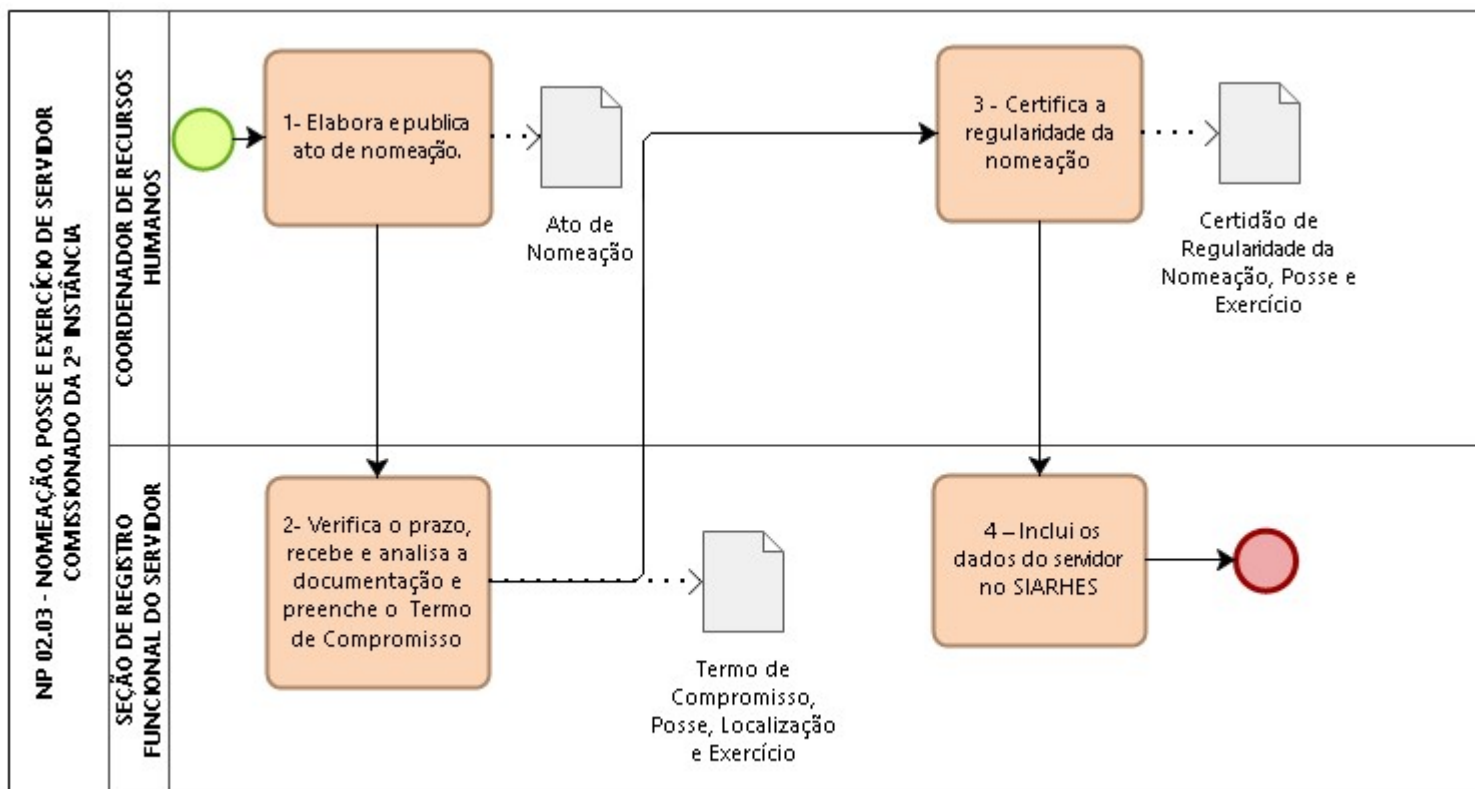 NP 02.03 - NOMEAÇÃO, POSSE E EXERCÍCIO DE SERVIDOR
COMISSIONADO DA 2ª INSTÂNCIA
COORDENADOR DE RECURSOS
HUMANOS
1- Elabora e publica
ato de nomeação.
Ato de
Nomeação
3 - Certifica a
regularidade da
nomeação
Certidão de
Regularidade da
Nomeação, Posse e
Exercício
SEÇÃO DE REGISTRO
FUNCIONAL DO SERVIDOR
2- Verifica o prazo,
recebe e analisa a
documentação e
preenche o Termo
de Compromisso
Termo de
Compromisso,
Posse, Localização
e Exercício
4 – Inclui os
dados do servidor
no SIARHES